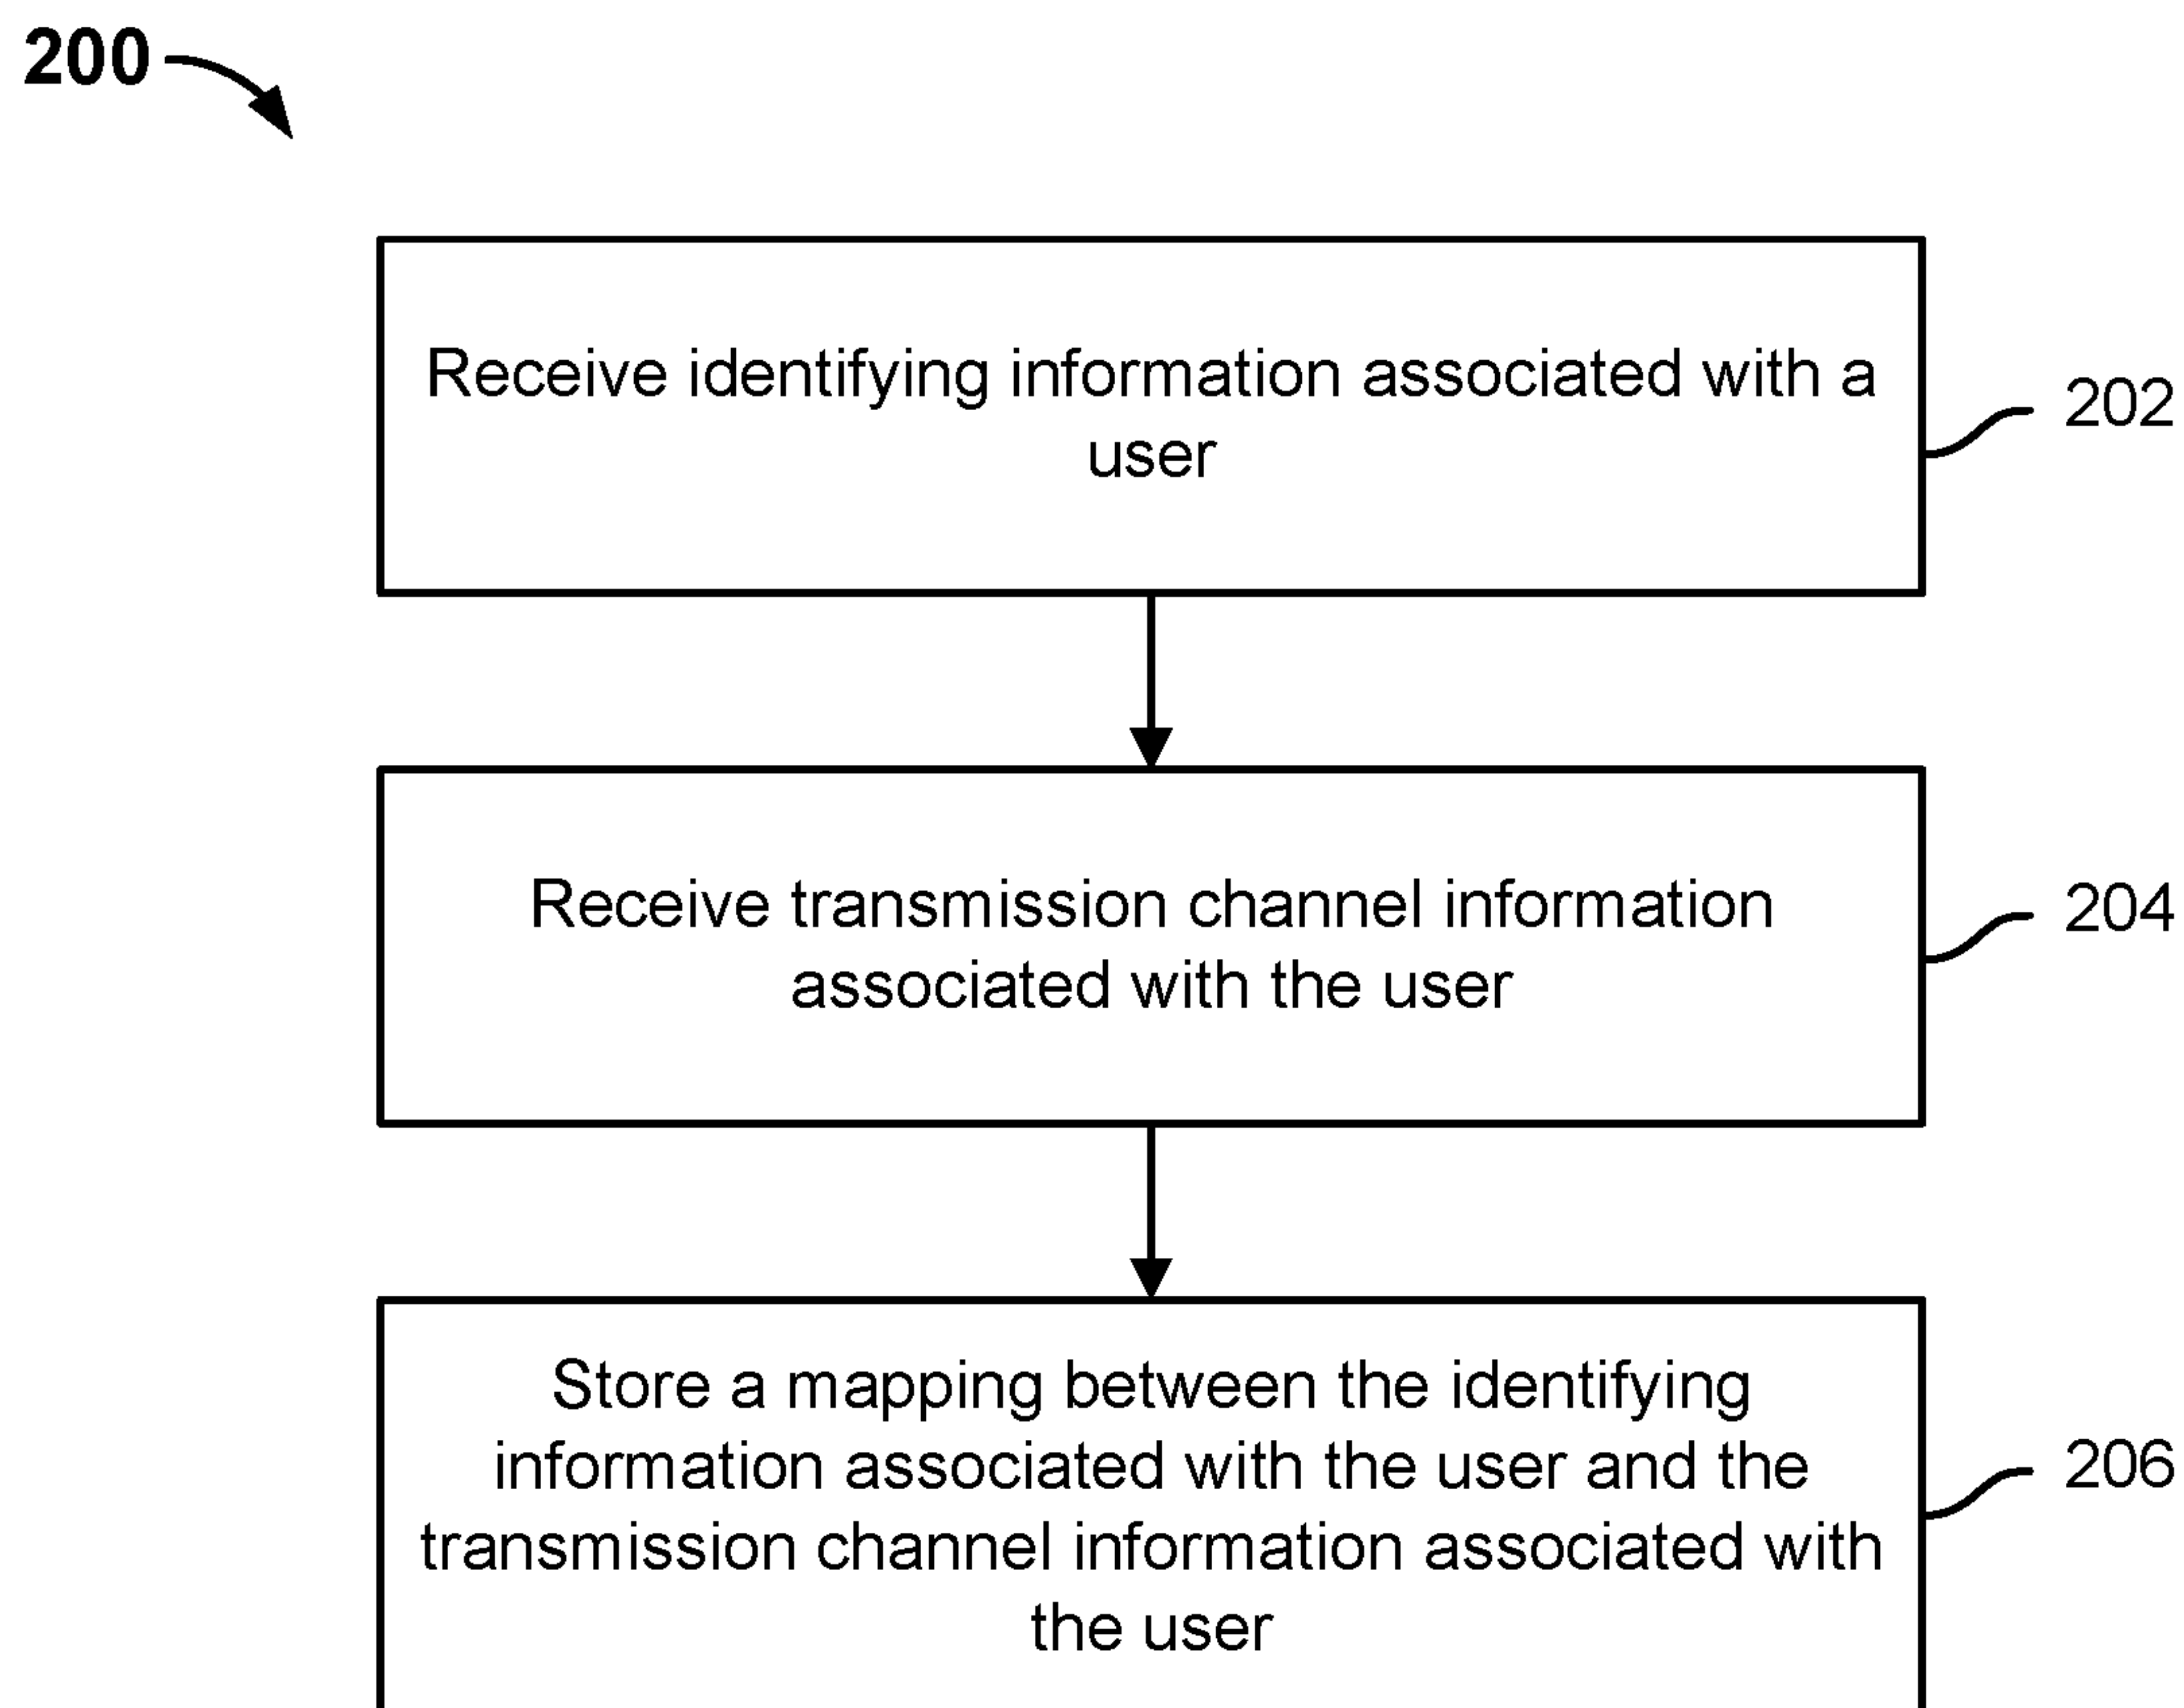 200
Receive identifying information associated with a
user
202
Receive transmission channel information
associated with the user
204
Store a mapping between the identifying
information associated with the user and the
transmission channel information associated with
the user
206